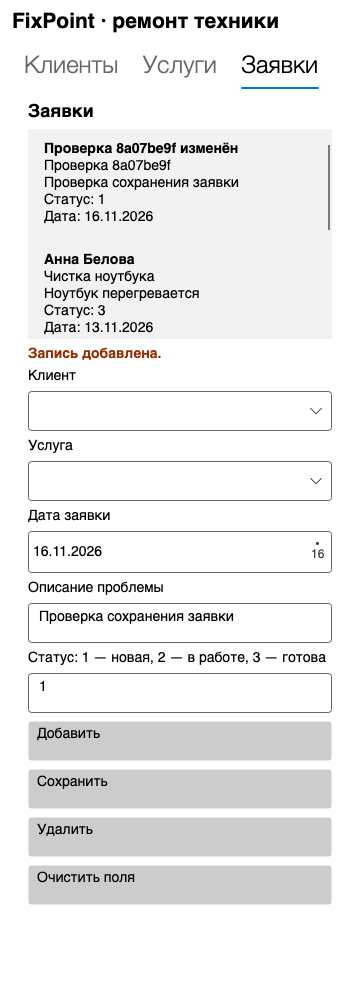 FixPoint · ремонт техники
Клиенты Услуги Заявки
Заявки
Проверка 8a07be9f изменён
Проверка 8a07be9f
Проверка сохранения заявки
Статус: 1
Дата: 16.11.2026
Анна Белова
Чистка ноутбука
Ноутбук перегревается
Статус: 3
Дата: 13.11.2026
Запись добавлена.
Клиент
Услуга
Дата заявки
16.11.2026
16
Описание проблемы
Проверка сохранения заявки
Статус: 1 — новая, 2 — в работе, 3 — готова
1
Добавить
Сохранить
Удалить
Очистить поля